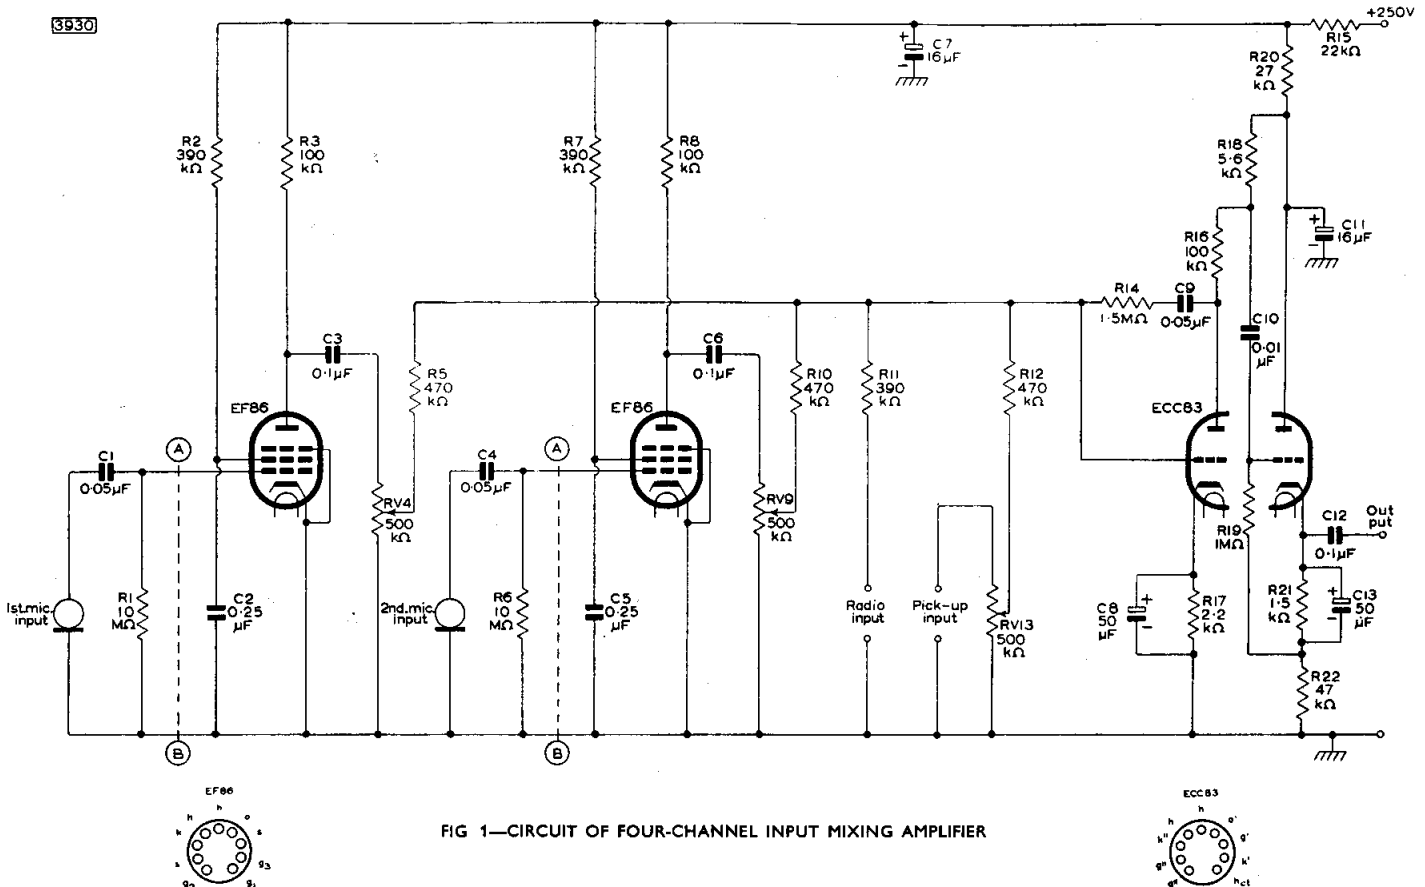 3930
+250V
R15
22kΩ
C7
16µF
+
−
R20
27
kΩ
R2
390
kΩ
R3
100
kΩ
R7
390
kΩ
R8
100
kΩ
R18
5·6
kΩ
R16
100
kΩ
+
−
C11
16µF
R14
1·5MΩ
C9
0·05µF
C10
0·01
µF
C3
0·1µF
C6
0·1µF
R5
470
kΩ
R10
470
kΩ
R11
390
kΩ
R12
470
kΩ
EF86
EF86
ECC83
A
A
C1
0·05µF
C4
0·05µF
RV4
500
kΩ
RV9
500
kΩ
R19
1MΩ
C12
0·1µF
Out
put
1st.mic.
input
R1
10
MΩ
C2
0·25
µF
2nd.mic.
input
R6
10
MΩ
C5
0·25
µF
Radio
input
Pick-up
input
RV13
500
kΩ
C8
50
µF
+
−
R17
2·2
kΩ
R21
1·5
kΩ
+
−
C13
50
µF
R22
47
kΩ
B
B
EF86
h
h
a
k
s
s
g3
g2
g1
FIG 1—CIRCUIT OF FOUR-CHANNEL INPUT MIXING AMPLIFIER
ECC83
h
h
a'
k"
g'
g"
k'
a"
hct